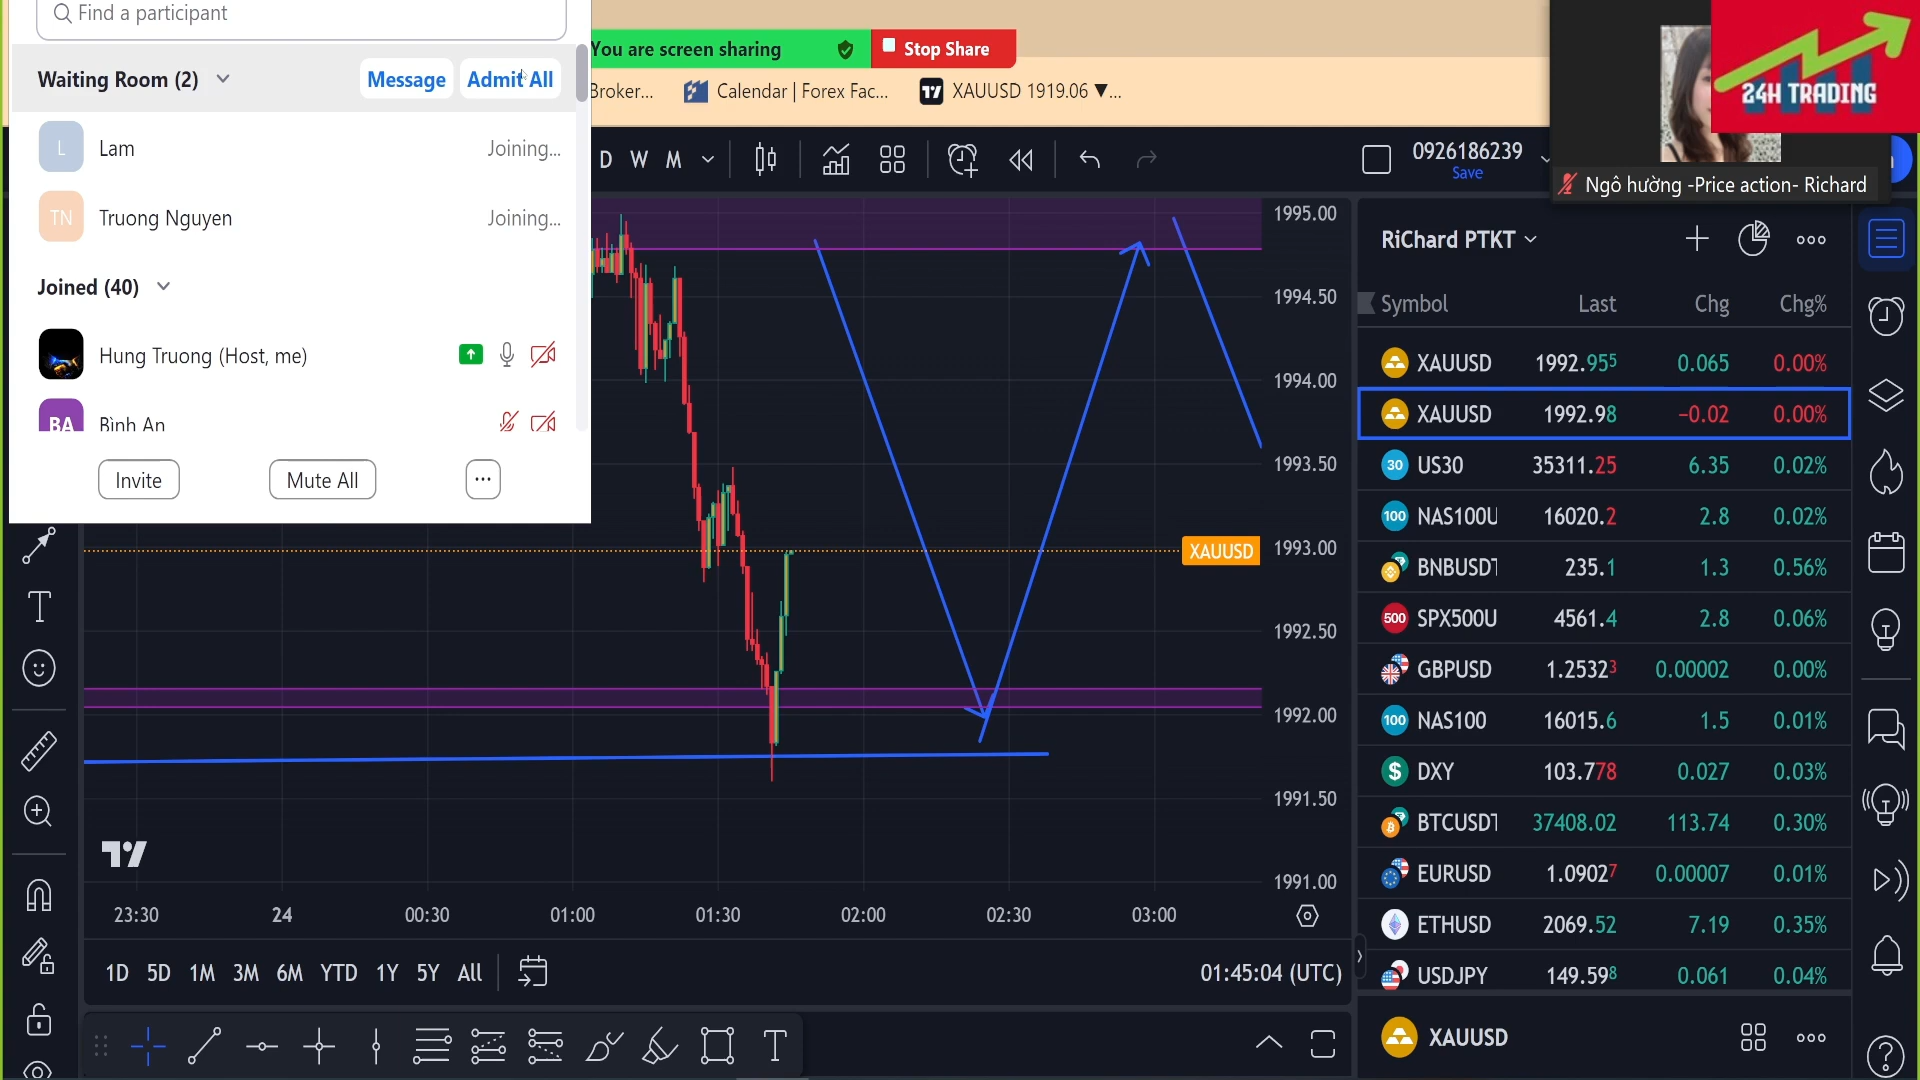 Find a participant
You are screen sharing
Stop Share
24H TRADING
Waiting Room (2)
Message
Admit All
Broker...
Calendar | Forex Fac...
XAUUSD 1919.06 ▼...
L
Lam
Joining...
D W M
0926186239
Save
Ngô hường -Price action- Richard
TN
Truong Nguyen
Joining...
RiChard PTKT
Joined (40)
Hung Truong (Host, me)
BA
Bình An
Invite
Mute All
...
1995.00
1994.50
1994.00
1993.50
XAUUSD
1993.00
1992.50
1992.00
1991.50
1991.00
23:30 24 00:30 01:00 01:30 02:00 02:30 03:00
1D 5D 1M 3M 6M YTD 1Y 5Y All
01:45:04 (UTC)
Symbol Last Chg Chg%
XAUUSD 1992.955 0.065 0.00%
XAUUSD 1992.98 −0.02 0.00%
30 US30 35311.25 6.35 0.02%
100 NAS100U 16020.2 2.8 0.02%
BNBUSDT 235.1 1.3 0.56%
500 SPX500U 4561.4 2.8 0.06%
GBPUSD 1.25323 0.00002 0.00%
100 NAS100 16015.6 1.5 0.01%
$ DXY 103.778 0.027 0.03%
BTCUSDT 37408.02 113.74 0.30%
EURUSD 1.09027 0.00007 0.01%
ETHUSD 2069.52 7.19 0.35%
USDJPY 149.598 0.061 0.04%
XAUUSD